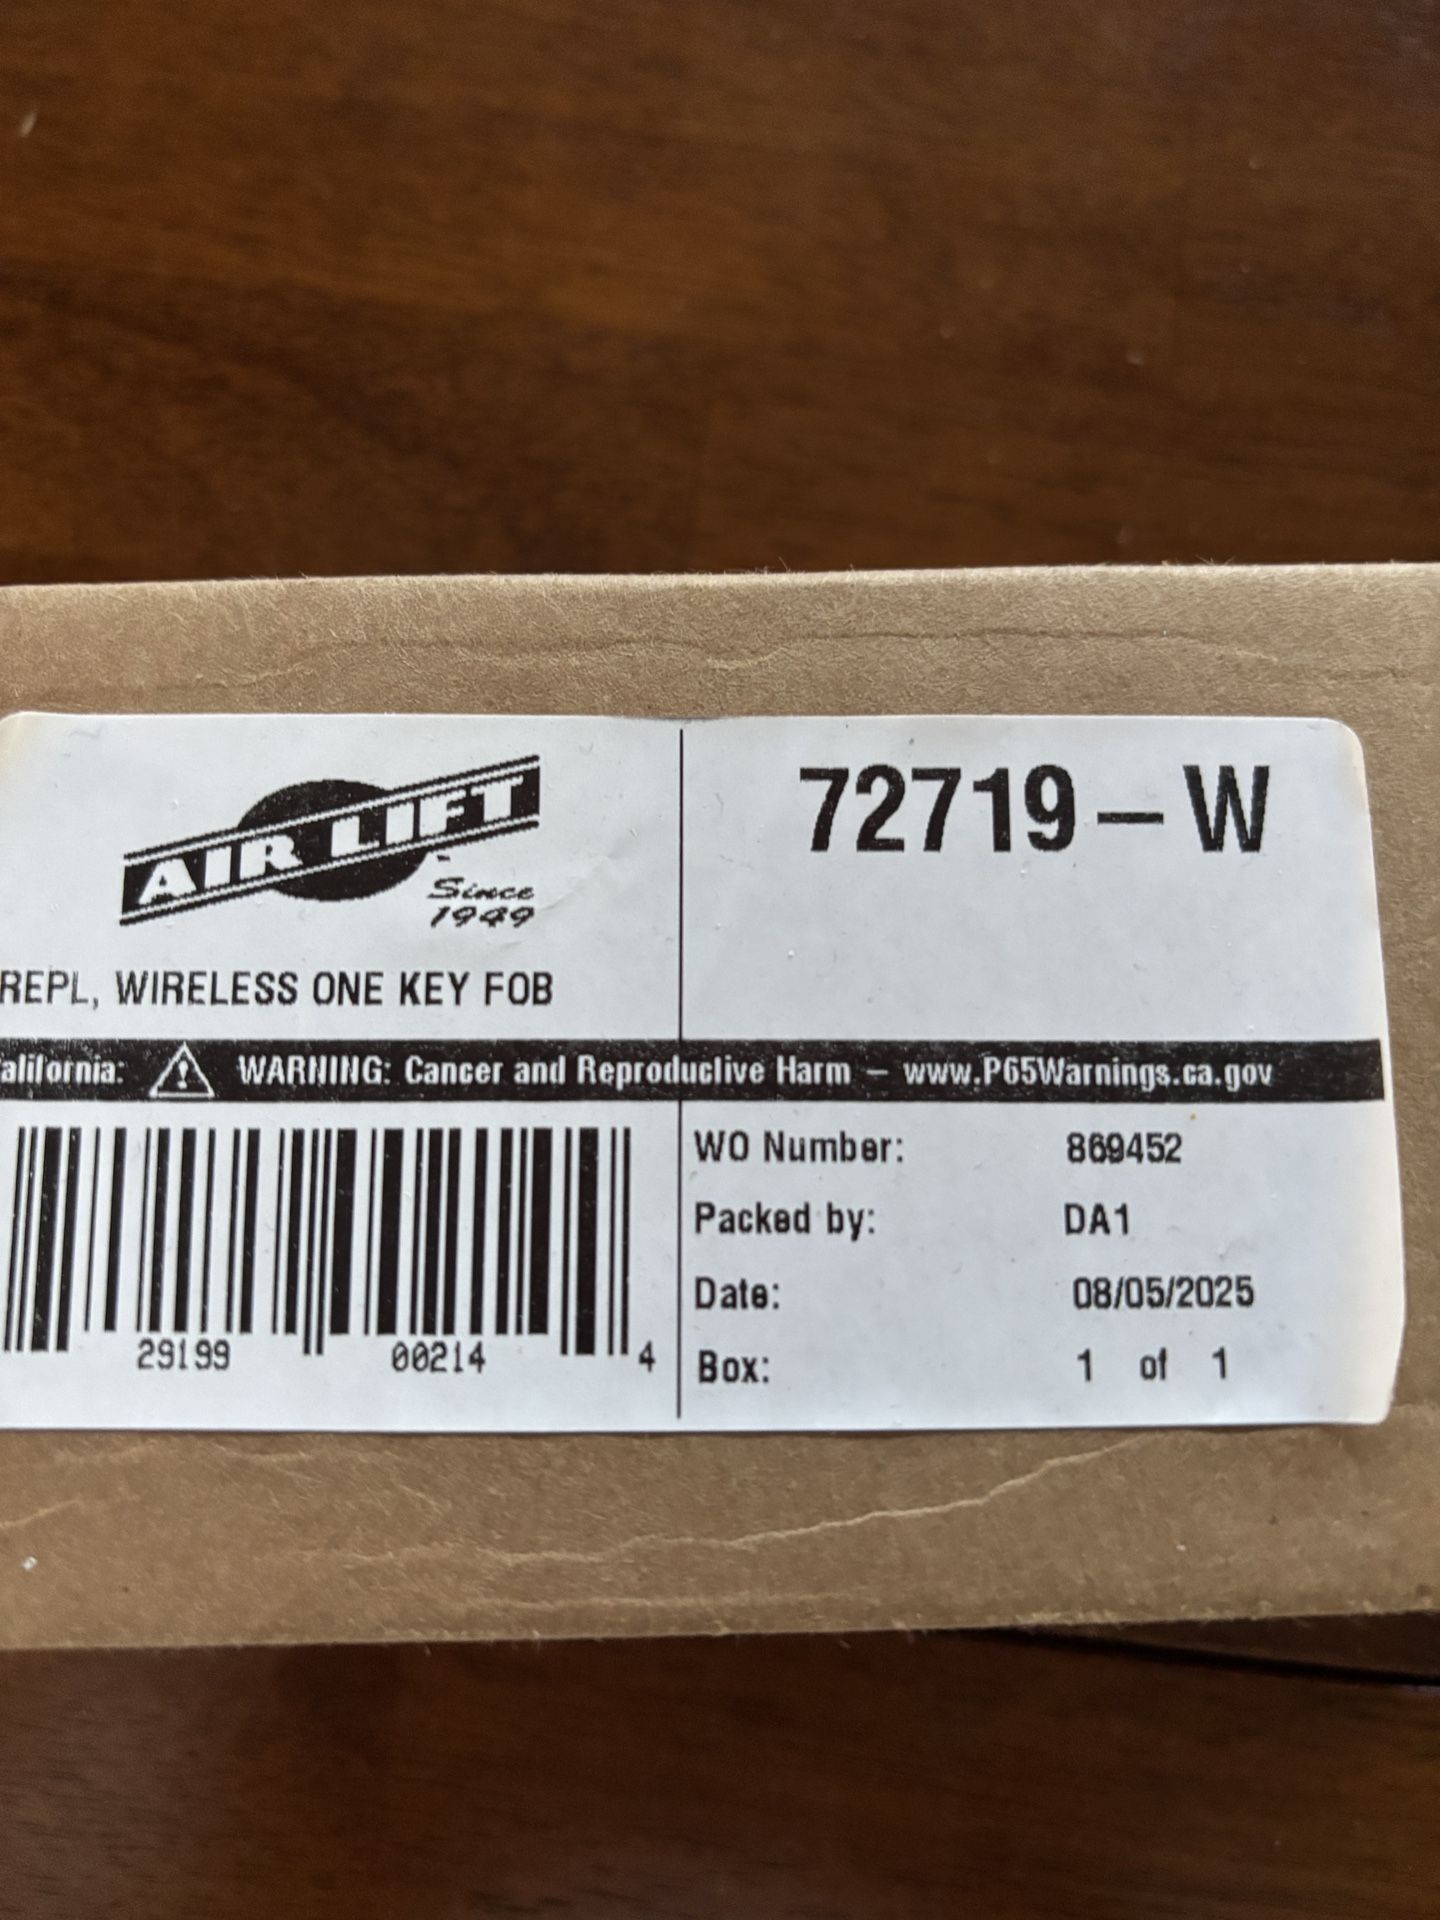 AIR LIFT
Since
1949
72719-W
REPL, WIRELESS ONE KEY FOB
alifornia: WARNING: Cancer and Reproductive Harm – www.P65Warnings.ca.gov
29199 00214 4
WO Number: 869452
Packed by: DA1
Date: 08/05/2025
Box: 1 of 1